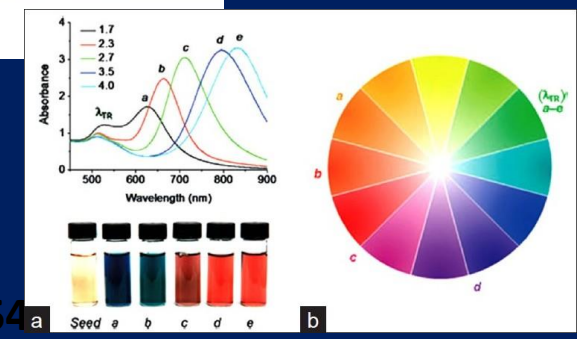 4
3
2
1
0
Absorbance
1.7
2.3
2.7
3.5
4.0
λTR
a
b
c
d
e
500 600 700 800 900
Wavelength (nm)
Seed a b c d e
a
a
b
c
d
(λTR)
a–e
b